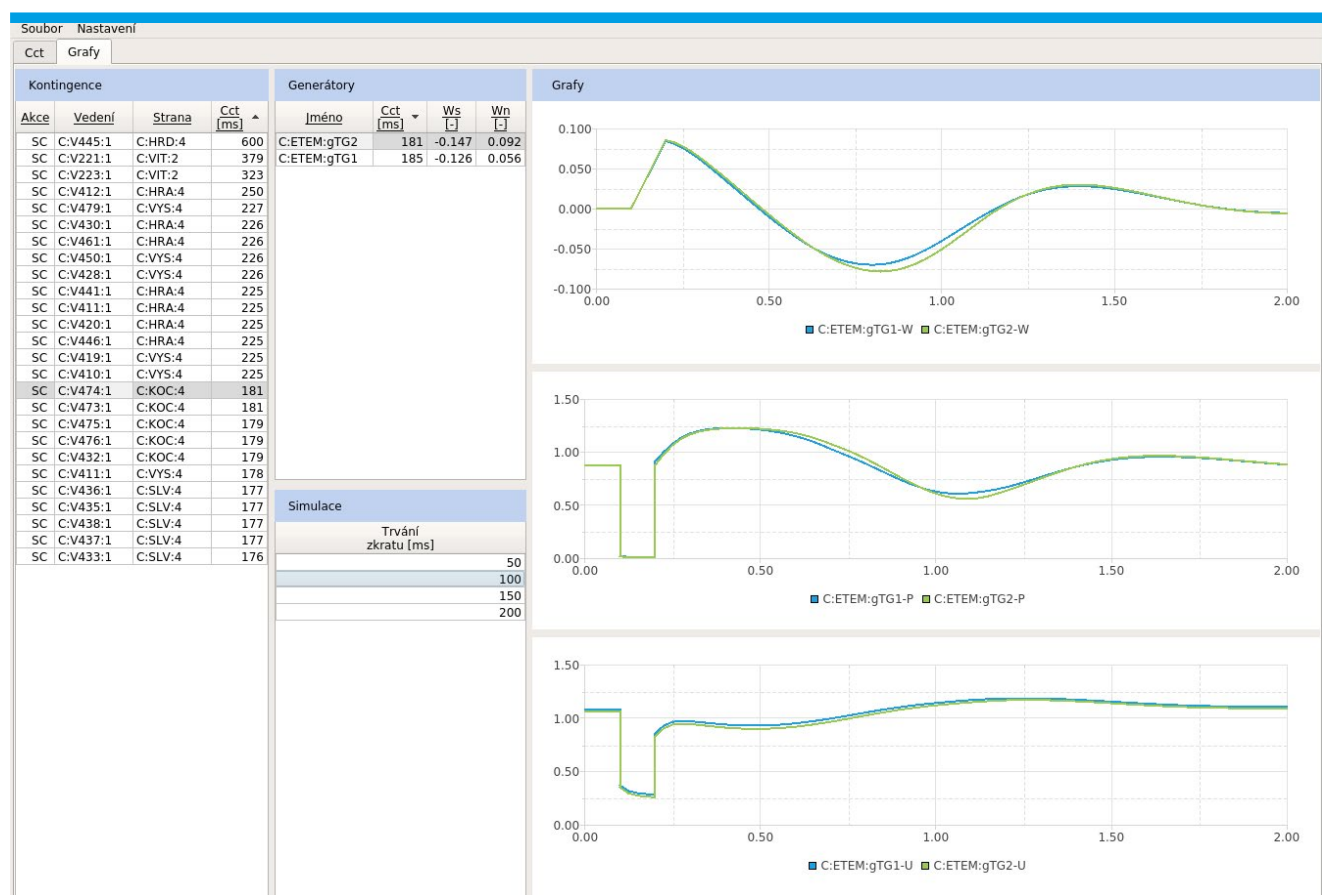 Soubor Nastavení
Cct Grafy
Kontingence
Akce Vedení Strana Cct [ms]
SC C:V445:1 C:HRD:4 600
SC C:V221:1 C:VIT:2 379
SC C:V223:1 C:VIT:2 323
SC C:V412:1 C:HRA:4 250
SC C:V479:1 C:VYS:4 227
SC C:V430:1 C:HRA:4 226
SC C:V461:1 C:HRA:4 226
SC C:V450:1 C:VYS:4 226
SC C:V428:1 C:VYS:4 226
SC C:V441:1 C:HRA:4 225
SC C:V411:1 C:HRA:4 225
SC C:V420:1 C:HRA:4 225
SC C:V446:1 C:HRA:4 225
SC C:V419:1 C:VYS:4 225
SC C:V410:1 C:VYS:4 225
SC C:V474:1 C:KOC:4 181
SC C:V473:1 C:KOC:4 181
SC C:V475:1 C:KOC:4 179
SC C:V476:1 C:KOC:4 179
SC C:V432:1 C:KOC:4 179
SC C:V411:1 C:VYS:4 178
SC C:V436:1 C:SLV:4 177
SC C:V435:1 C:SLV:4 177
SC C:V438:1 C:SLV:4 177
SC C:V437:1 C:SLV:4 177
SC C:V433:1 C:SLV:4 176
Generátory
Jméno Cct [ms] Ws [-] Wn [-]
C:ETEM:gTG2 181 -0.147 0.092
C:ETEM:gTG1 185 -0.126 0.056
Simulace
Trvání
zkratu [ms]
50
100
150
200
Grafy
0.100
0.050
0.000
-0.050
-0.100
0.00 0.50 1.00 1.50 2.00
C:ETEM:gTG1-W C:ETEM:gTG2-W
1.50
1.00
0.50
0.00
0.00 0.50 1.00 1.50 2.00
C:ETEM:gTG1-P C:ETEM:gTG2-P
1.50
1.00
0.50
0.00
0.00 0.50 1.00 1.50 2.00
C:ETEM:gTG1-U C:ETEM:gTG2-U